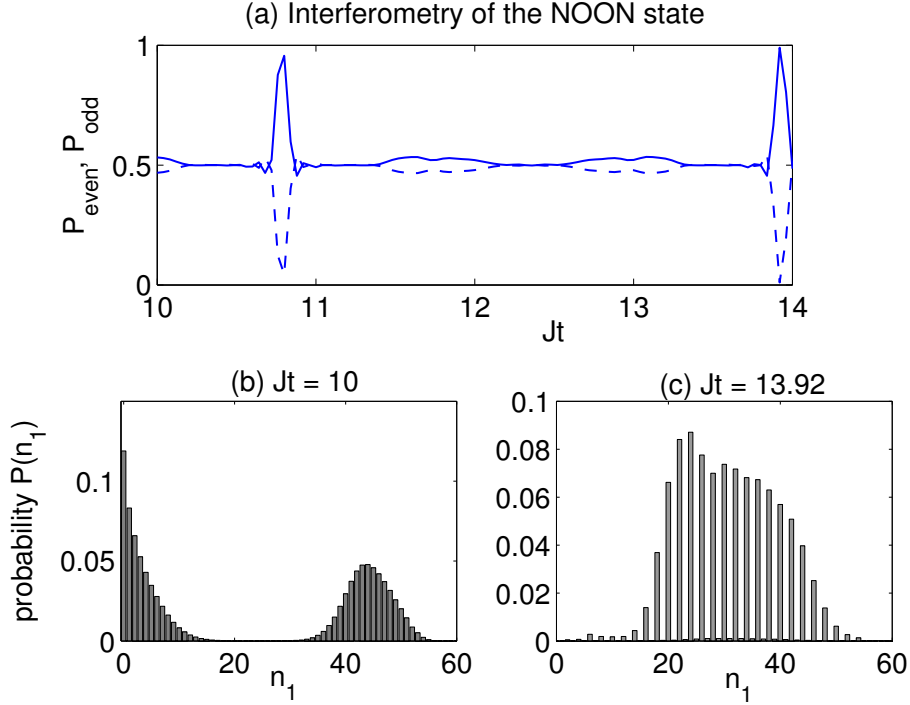 (a) Interferometry of the NOON state
P_even, P_odd
1
0.5
0
10 11 12 13 14
Jt
(b) Jt = 10
probability P(n_1)
0.1
0.05
0
0 20 40 60
n_1
(c) Jt = 13.92
0.1
0.08
0.06
0.04
0.02
0
0 20 40 60
n_1